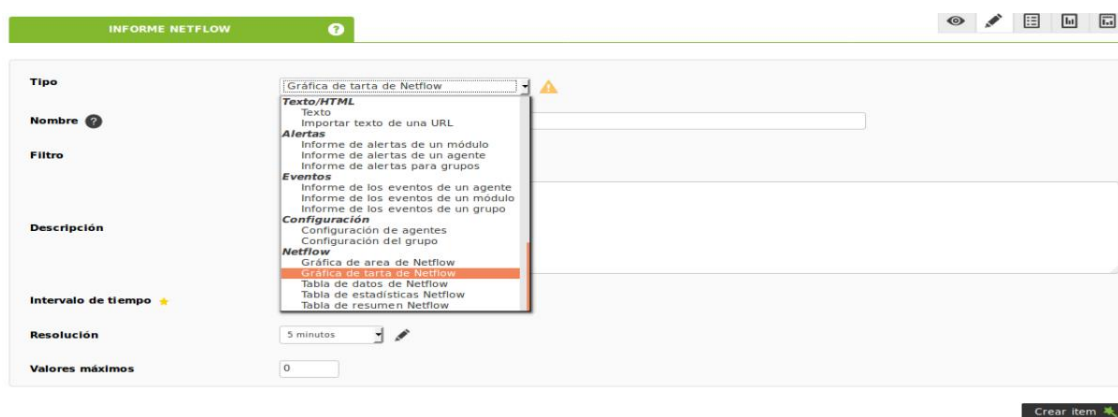 INFORME NETFLOW
Tipo
Gráfica de tarta de Netflow
Texto/HTML
Texto
Importar texto de una URL
Nombre
Alertas
Informe de alertas de un módulo
Informe de alertas de un agente
Informe de alertas para grupos
Filtro
Eventos
Informe de los eventos de un agente
Informe de los eventos de un módulo
Informe de los eventos de un grupo
Configuración
Configuración de agentes
Configuración del grupo
Descripción
Netflow
Gráfica de area de Netflow
Gráfica de tarta de Netflow
Tabla de datos de Netflow
Tabla de estadísticas Netflow
Tabla de resumen Netflow
Intervalo de tiempo
Resolución
5 minutos
Valores máximos
0
Crear item